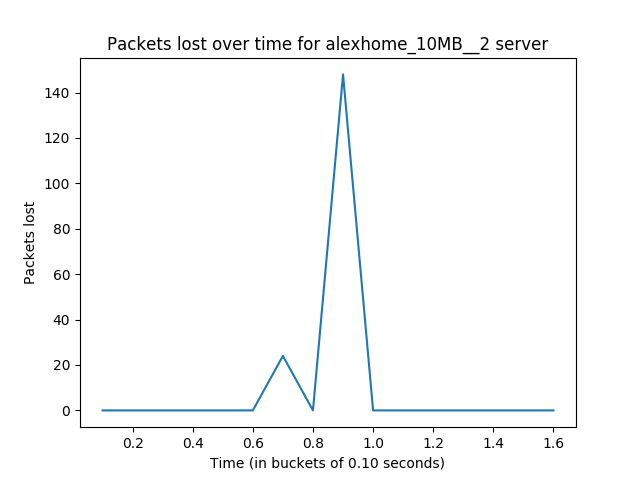 Packets lost over time for alexhome_10MB__2 server
140
120
100
80
60
40
20
0
Packets lost
0.2 0.4 0.6 0.8 1.0 1.2 1.4 1.6
Time (in buckets of 0.10 seconds)